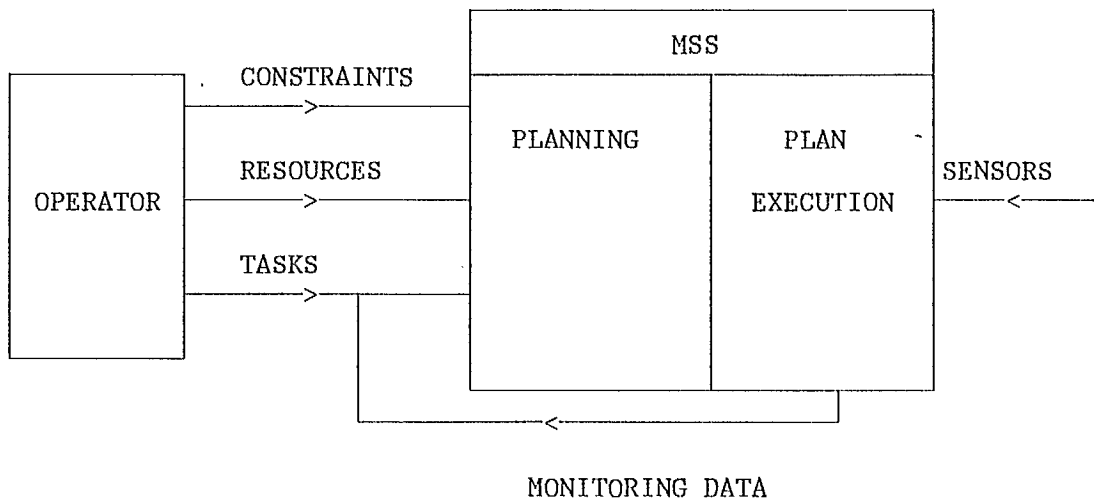 MSS
CONSTRAINTS
PLANNING
PLAN
EXECUTION
RESOURCES
SENSORS
OPERATOR
TASKS
MONITORING DATA